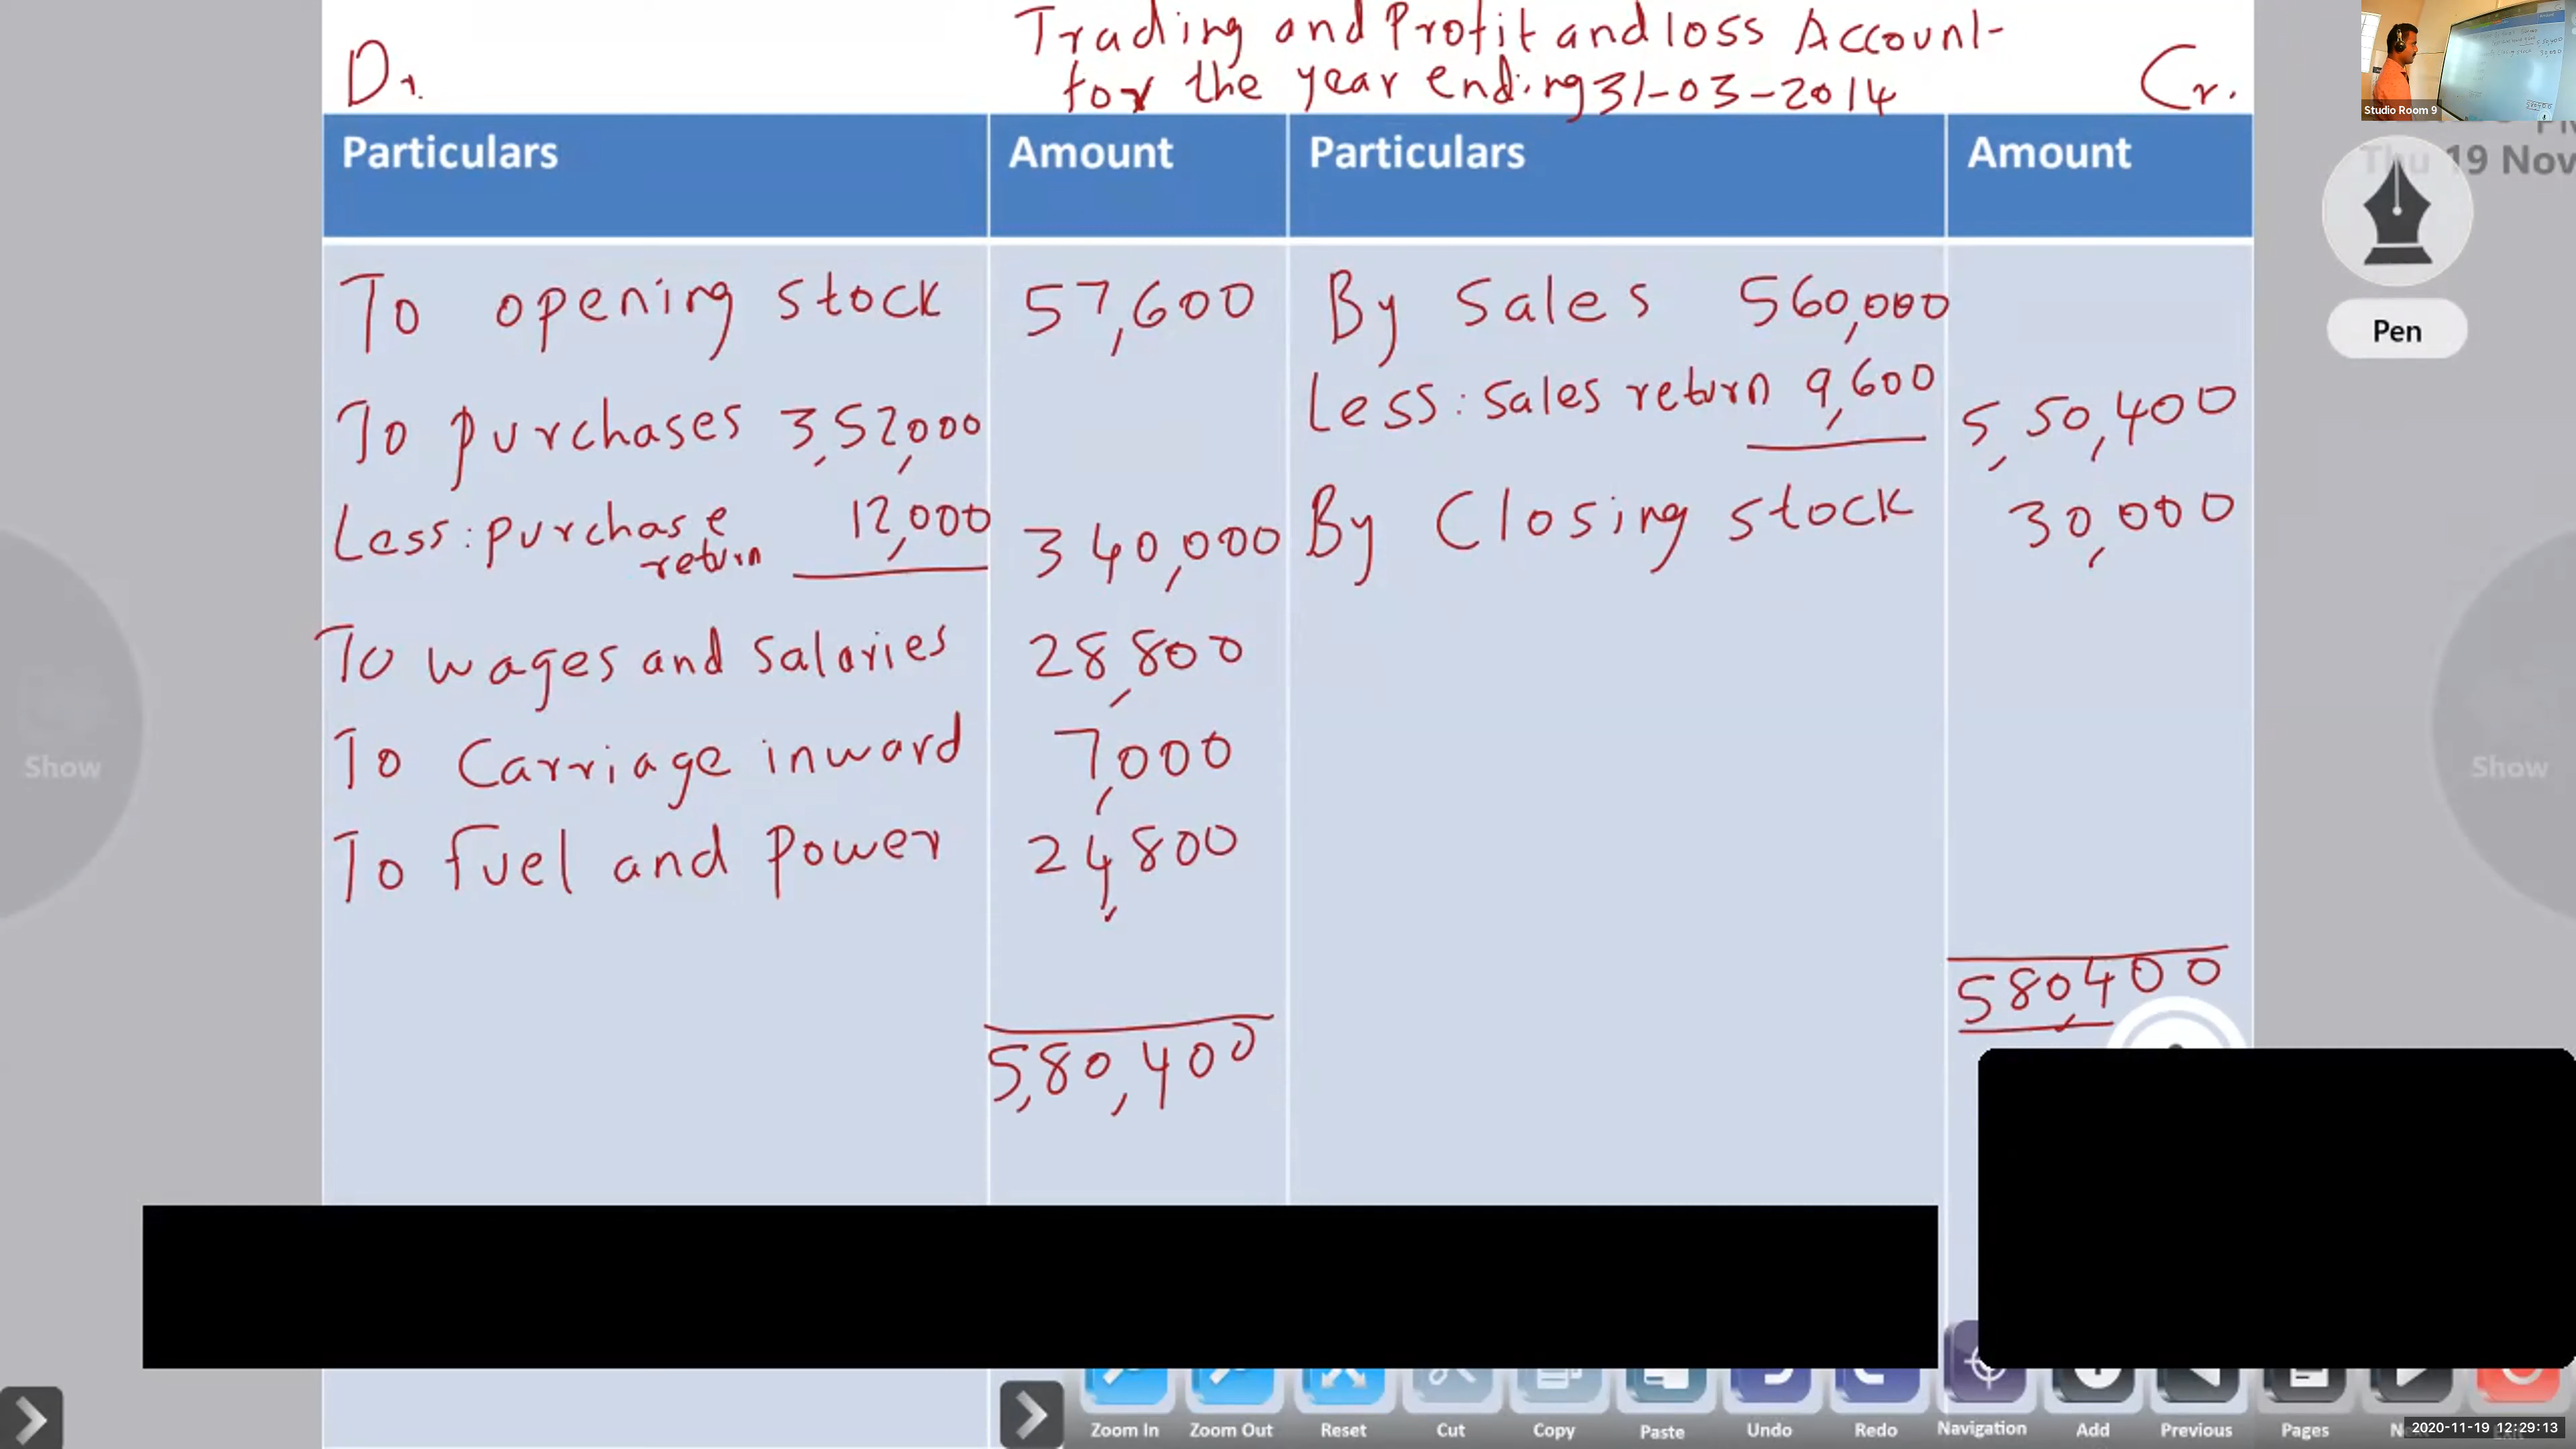 Trading and Profit and loss Account-
Dr. for the year ending 31-03-2014 Cr.
Studio Room 9
Thu 19 Nov
Particulars Amount Particulars Amount
Pen
To opening stock 57,600 By Sales 560,000
Less: Sales return 9,600 5,50,400
To purchases 3,52,000
Less: purchase return 12,000 340,000 By Closing stock 30,000
To wages and salaries 28,800
Show Show
To Carriage inward 7,000
To fuel and power 24,800
580,400
5,80,400
Zoom In Zoom Out Reset Cut Copy Paste Undo Redo Navigation Add Previous Pages
2020-11-19 12:29:13